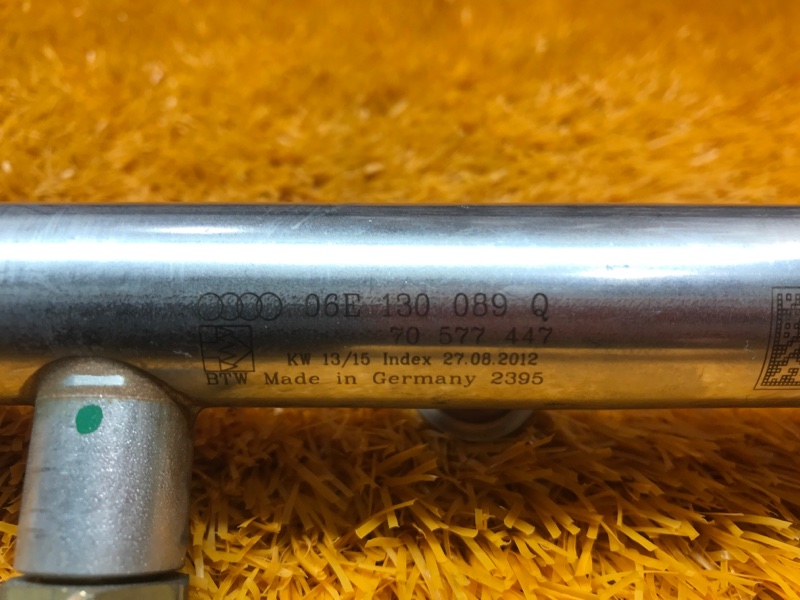 06E 130 089 Q
70 577 447
KW 13/15 Index 27.08.2012
BTW Made in Germany 2395